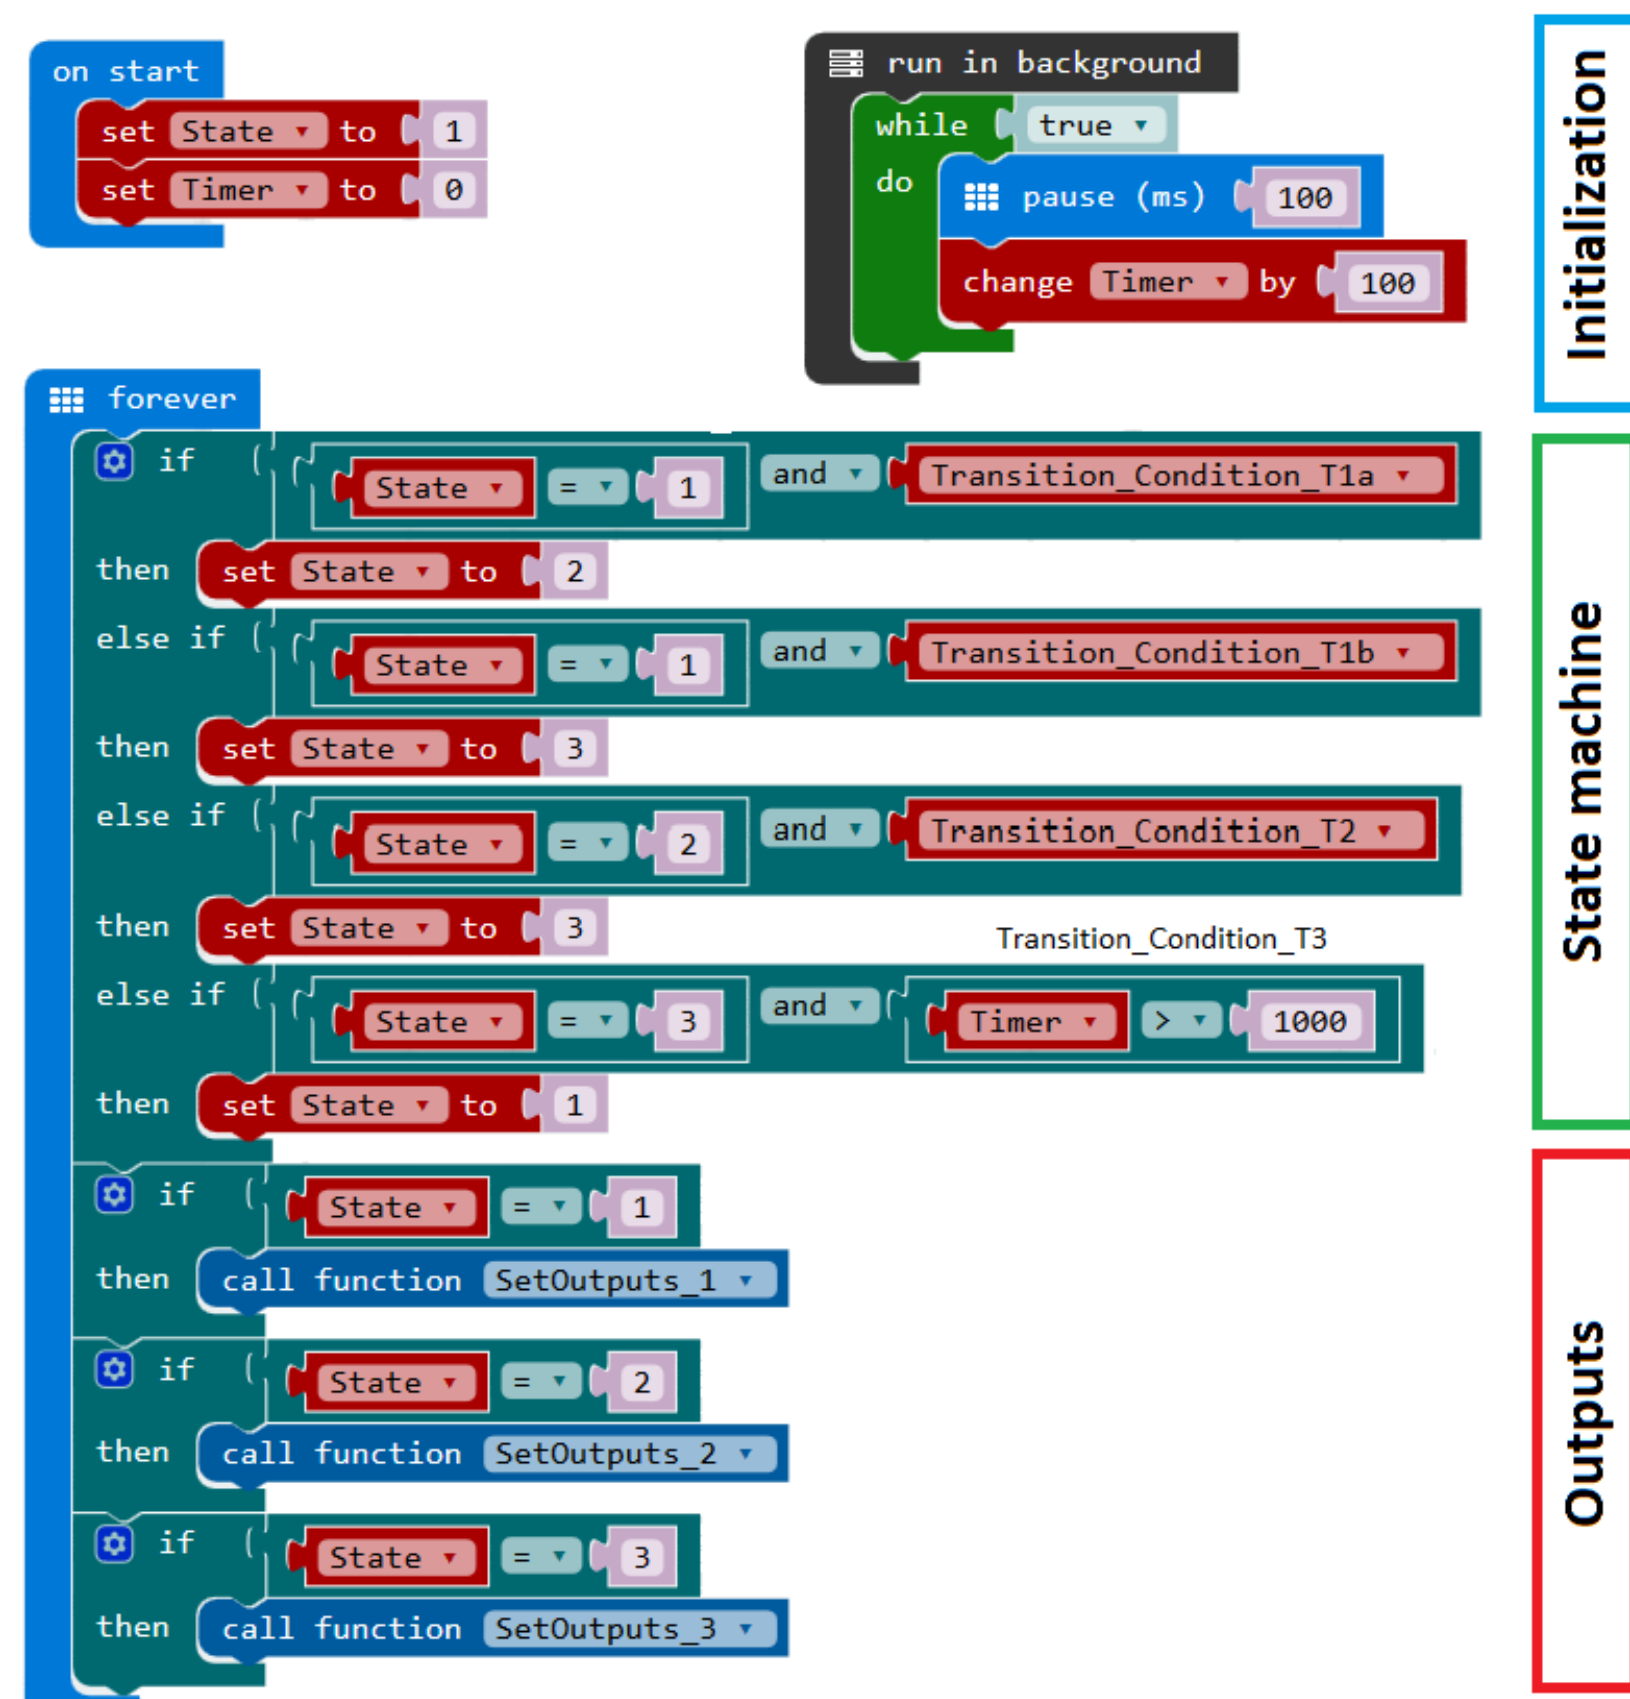 on start
set State to 1
set Timer to 0
run in background
while true
do pause (ms) 100
change Timer by 100
Initialization
forever
if State = 1 and Transition_Condition_T1a
then set State to 2
else if State = 1 and Transition_Condition_T1b
then set State to 3
else if State = 2 and Transition_Condition_T2
then set State to 3
Transition_Condition_T3
else if State = 3 and Timer > 1000
then set State to 1
State machine
if State = 1
then call function SetOutputs_1
if State = 2
then call function SetOutputs_2
if State = 3
then call function SetOutputs_3
Outputs